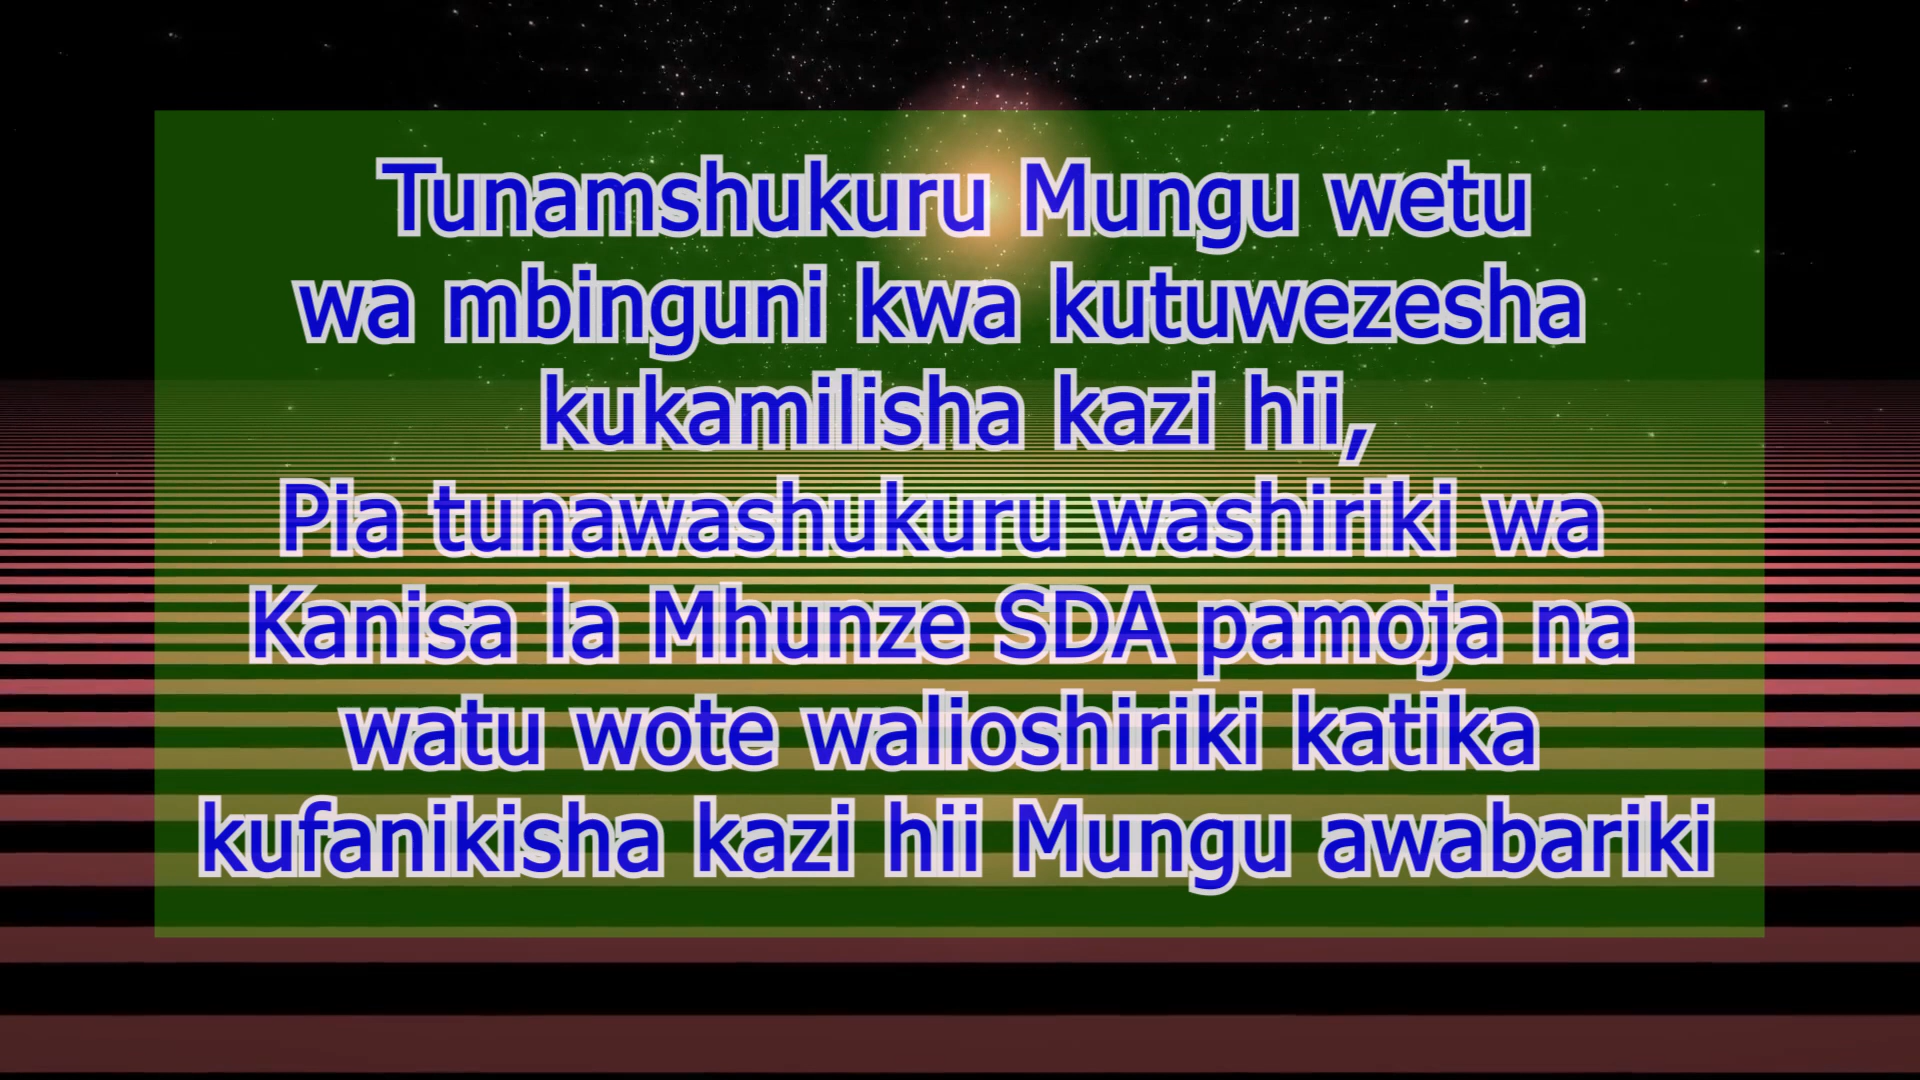 Tunamshukuru Mungu wetu
wa mbinguni kwa kutuwezesha
kukamilisha kazi hii,
Pia tunawashukuru washiriki wa
Kanisa la Mhunze SDA pamoja na
watu wote walioshiriki katika
kufanikisha kazi hii Mungu awabariki